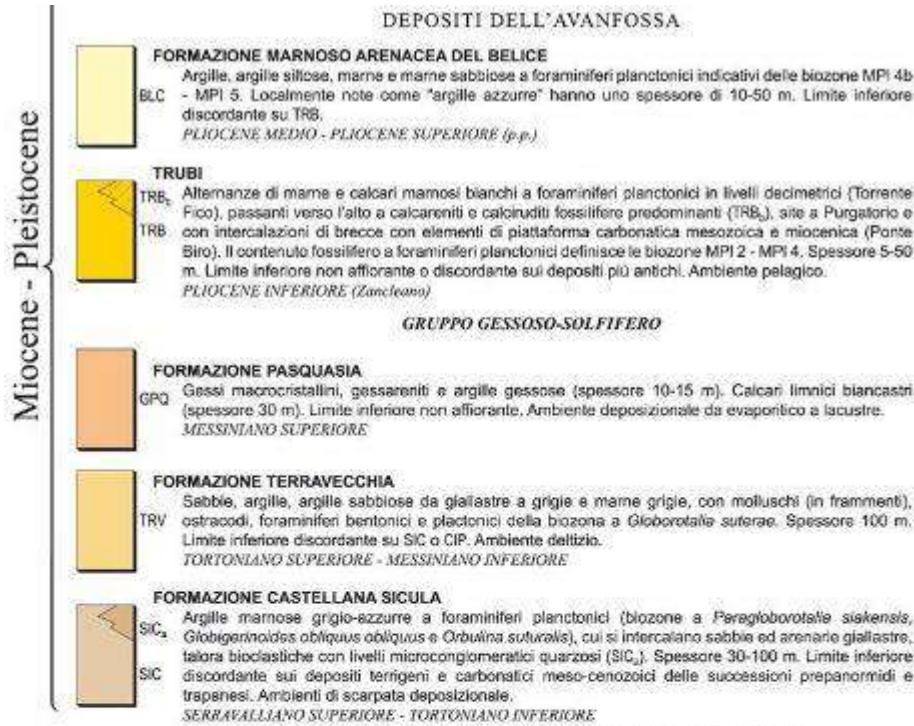 DEPOSITI DELL'AVANFOSSA
Miocene - Pleistocene
FORMAZIONE MARNOSO ARENACEA DEL BELICE
Argille, argille siltose, marne e marne sabbiose a foraminiferi planctonici indicativi delle biozone MPl 4b
BLC - MPl 5. Localmente note come "argille azzurre" hanno uno spessore di 10-50 m. Limite inferiore
discordante su TRB.
PLIOCENE MEDIO - PLIOCENE SUPERIORE (p.p.)
TRUBI
TRBb Alternanze di marne e calcari marnosi bianchi a foraminiferi planctonici in livelli decimetrici (Torrente
Fico), passanti verso l'alto a calcareniti e calciruditi fossilifere predominanti (TRBb), site a Purgatorio e
TRB con intercalazioni di brecce con elementi di piattaforma carbonatica mesozoica e miocenica (Ponte
Biro). Il contenuto fossilifero a foraminiferi planctonici definisce le biozone MPl 2 - MPl 4. Spessore 5-50
m. Limite inferiore non affiorante o discordante sui depositi più antichi. Ambiente pelagico.
PLIOCENE INFERIORE (Zancleano)
GRUPPO GESSOSO-SOLFIFERO
FORMAZIONE PASQUASIA
GPQ Gessi macrocristallini, gessareniti e argille gessose (spessore 10-15 m). Calcari limnici biancastri
(spessore 30 m). Limite inferiore non affiorante. Ambiente deposizionale da evaporitico a lacustre.
MESSINIANO SUPERIORE
FORMAZIONE TERRAVECCHIA
Sabbie, argille, argille sabbiose da giallastre a grigie e marne grigie, con molluschi (in frammenti),
TRV ostracodi, foraminiferi bentonici e plactonici della biozona a Globorotalia suterae. Spessore 100 m.
Limite inferiore discordante su SIC o CIP. Ambiente deltizio.
TORTONIANO SUPERIORE - MESSINIANO INFERIORE
FORMAZIONE CASTELLANA SICULA
Argille marnose grigio-azzurre a foraminiferi planctonici (biozone a Paragloborotalia siakensis,
SICa Globigerinoides obliquus obliquus e Orbulina suturalis), cui si intercalano sabbie ed arenarie giallastre,
talora bioclastiche con livelli microconglomeratici quarzosi (SICa). Spessore 30-100 m. Limite inferiore
SIC discordante sui depositi terrigeni e carbonatici meso-cenozoici delle successioni prepanormidi e
trapanesi. Ambienti di scarpata deposizionale.
SERRAVALLIANO SUPERIORE - TORTONIANO INFERIORE